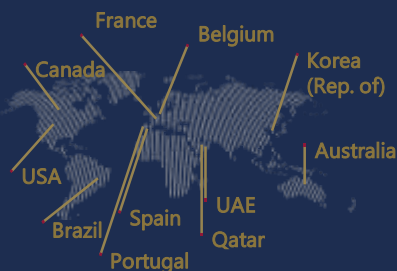 France
Belgium
Canada
Korea
(Rep. of)
Australia
USA
UAE
Spain
Brazil
Qatar
Portugal